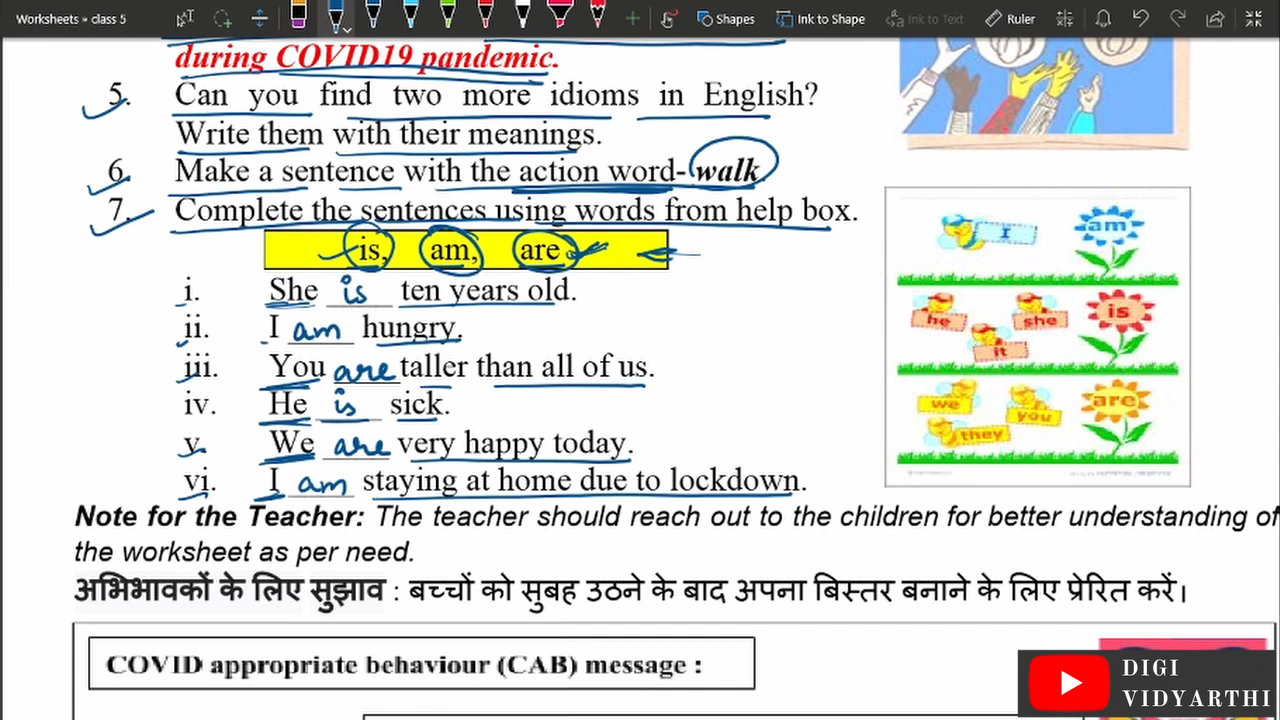 Worksheets » class 5
Shapes
Ink to Shape
Ink to Text
Ruler
during COVID19 pandemic.
5. Can you find two more idioms in English?
Write them with their meanings.
6. Make a sentence with the action word- walk.
7. Complete the sentences using words from help box.
is, am, are
i. She is ten years old.
ii. I am hungry.
iii. You are taller than all of us.
iv. He is sick.
v. We are very happy today.
vi. I am staying at home due to lockdown.
I am
he she is
it
we you are
they
Note for the Teacher: The teacher should reach out to the children for better understanding of
the worksheet as per need.
अभिभावकों के लिए सुझाव : बच्चों को सुबह उठने के बाद अपना बिस्तर बनाने के लिए प्रेरित करें।
COVID appropriate behaviour (CAB) message :
DIGI
VIDYARTHI